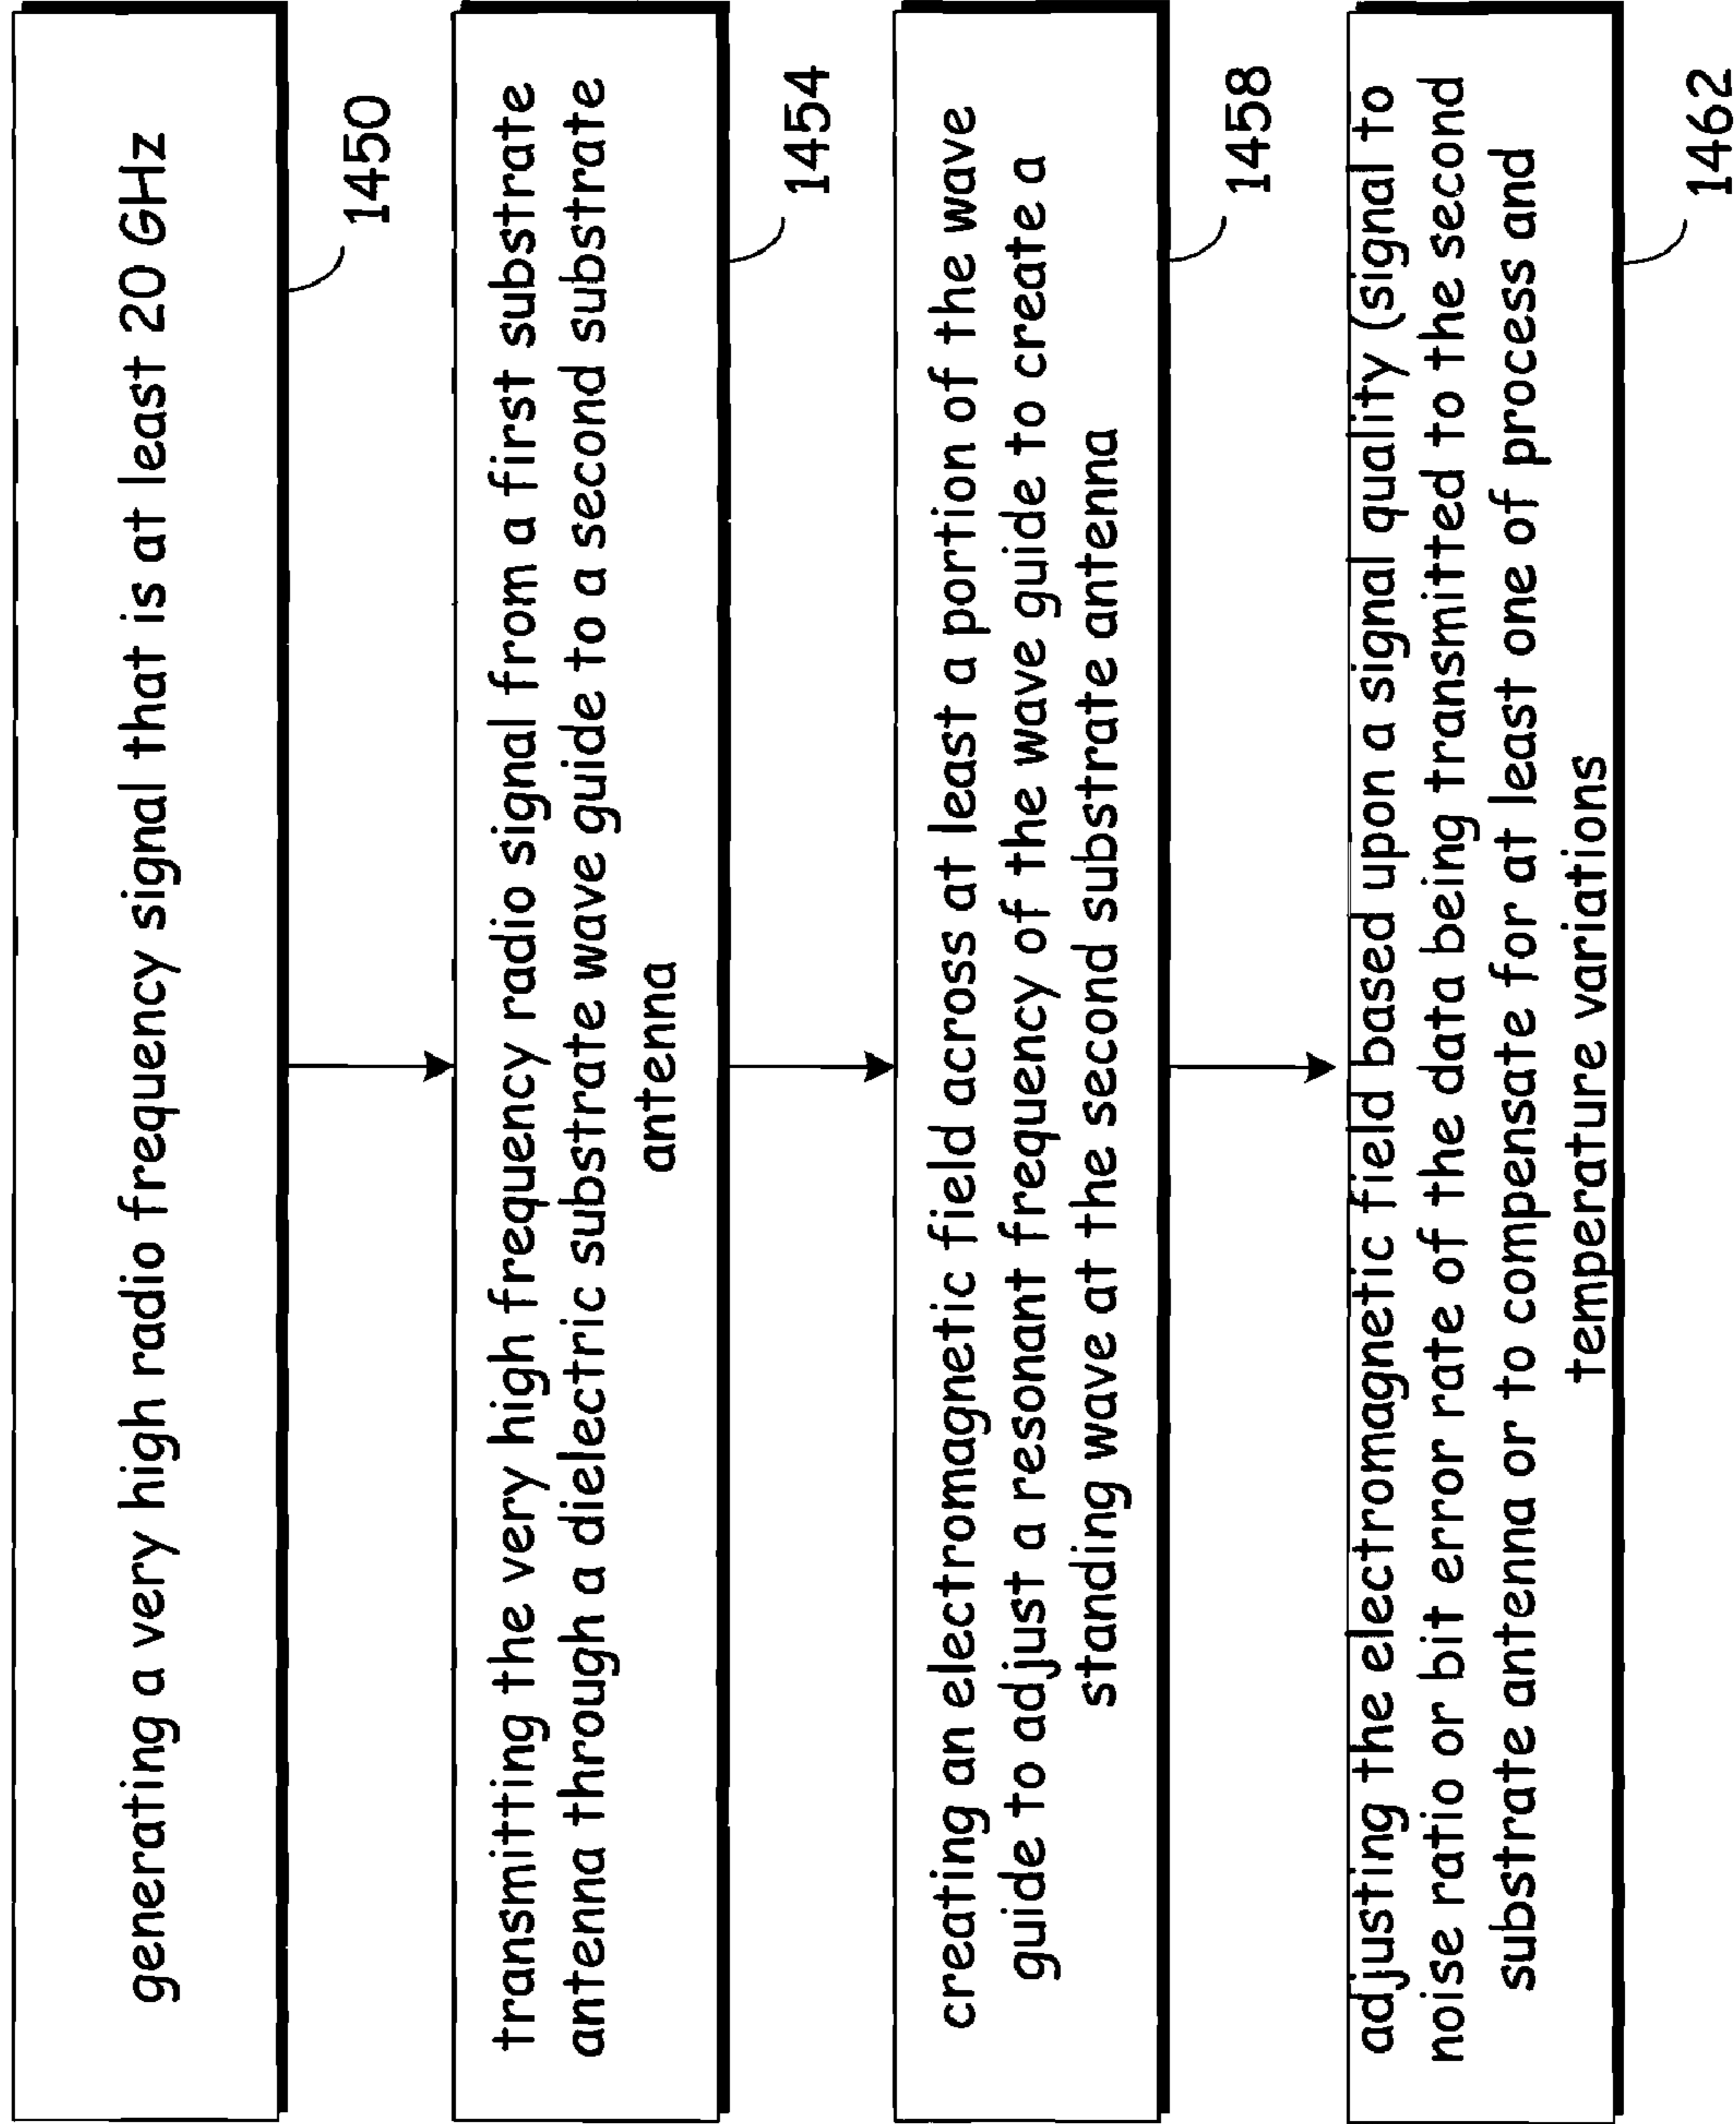 generating a very high radio frequency signal that is at least 20 GHz
1450
transmitting the very high frequency radio signal from a first substrate
antenna through a dielectric substrate wave guide to a second substrate
antenna
1454
creating an electromagnetic field across at least a portion of the wave
guide to adjust a resonant frequency of the wave guide to create a
standing wave at the second substrate antenna
1458
adjusting the electromagnetic field based upon a signal quality (signal to
noise ratio or bit error rate of the data being transmitted to the second
substrate antenna or to compensate for at least one of process and
temperature variations
1462